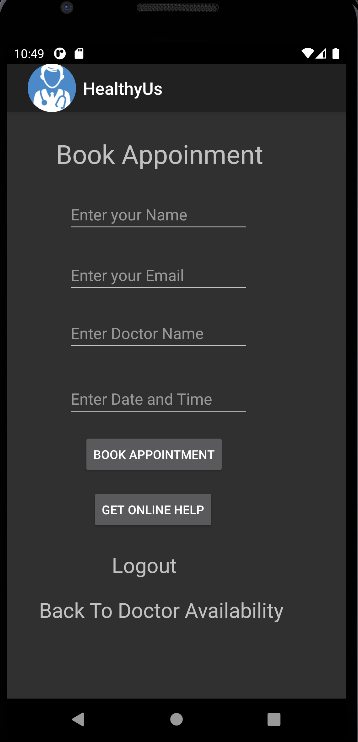 10:49
HealthyUs
Book Appoinment
Enter your Name
Enter your Email
Enter Doctor Name
Enter Date and Time
BOOK APPOINTMENT
GET ONLINE HELP
Logout
Back To Doctor Availability